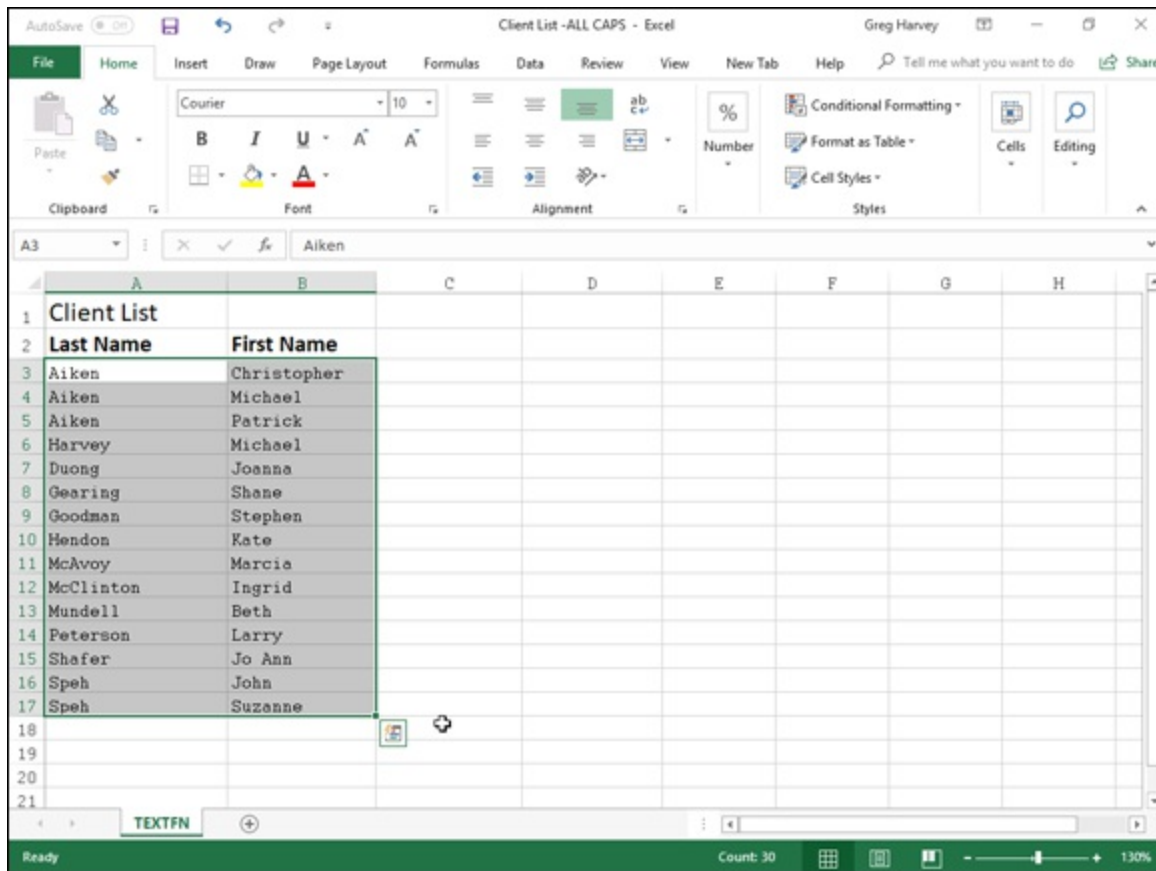 AutoSave Off Client List -ALL CAPS - Excel Greg Harvey
File Home Insert Draw Page Layout Formulas Data Review View New Tab Help Tell me what you want to do Share
Paste Courier 10 ab % Number Conditional Formatting Cells Editing
B I U A A Format as Table
A Cell Styles
Clipboard Font Alignment Styles
A3 fx Aiken
A B C D E F G H
1 Client List
2 Last Name First Name
3 Aiken Christopher
4 Aiken Michael
5 Aiken Patrick
6 Harvey Michael
7 Duong Joanna
8 Gearing Shane
9 Goodman Stephen
10 Hendon Kate
11 McAvoy Marcia
12 McClinton Ingrid
13 Mundell Beth
14 Peterson Larry
15 Shafer Jo Ann
16 Speh John
17 Speh Suzanne
18
19
20
21
TEXTFN
Ready Count: 30 130%